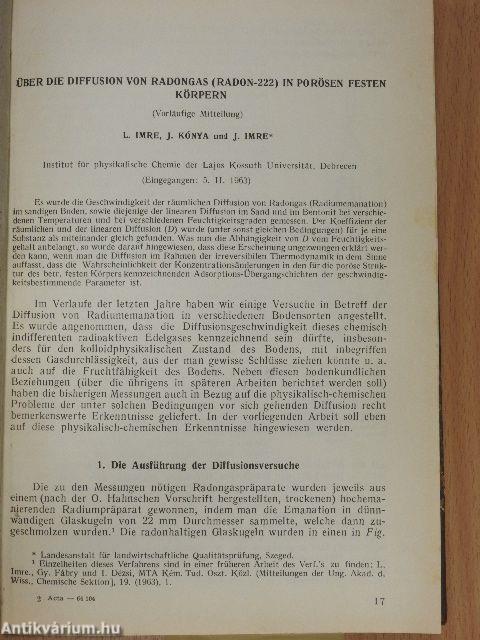 ÜBER DIE DIFFUSION VON RADONGAS (RADON-222) IN PORÖSEN FESTEN
KÖRPERN
(Vorläufige Mitteilung)
L. IMRE, J. KÓNYA und J. IMRE*
Institut für physikalische Chemie der Lajos Kossuth Universität, Debrecen
(Eingegangen: 5. II. 1963)
Es wurde die Geschwindigkeit der räumlichen Diffusion von Radongas (Radiumemanation)
im sandigen Boden, sowie diejenige der linearen Diffusion im Sand und im Bentonit bei verschie-
denen Temperaturen und bei verschiedenen Feuchtigkeitsgraden gemessen. Der Koeffizient der
räumlichen und der linearen Diffusion (D) wurden (unter sonst gleichen Bedingungen) für je eine
Substanz als miteinander gleich gefunden. Was nun die Abhängigkeit von D vom Feuchtigkeits-
gehalt anbelangt, so wurde darauf hingewiesen, dass diese Erscheinung ungezwungen erklärt wer-
den kann, wenn man die Diffusion im Rahmen der irreversibilen Thermodynamik in dem Sinne
auffasst, dass die Wahrscheinlichkeit der Konzentrationsänderungen in den für die poröse Struk-
tur des betr. festen Körpers kennzeichnenden Adsorptions-Übergangschichten der geschwindig-
keitsbestimmende Parameter ist.
Im Verlaufe der letzten Jahre haben wir einige Versuche in Betreff der
Diffusion von Radiumemanation in verschiedenen Bodensorten angestellt.
Es wurde angenommen, dass die Diffusionsgeschwindigkeit dieses chemisch
indifferenten radioaktiven Edelgases kennzeichnend sein dürfte, insbeson-
ders für den kolloidphysikalischen Zustand des Bodens, mit inbegriffen
dessen Gasdurchlässigkeit, aus der man gewisse Schlüsse ziehen könnte u. a.
auch auf die Fruchtfähigkeit des Bodens. Neben diesen bodenkundlichen
Beziehungen (über die übrigens in späteren Arbeiten berichtet werden soll)
haben die bisherigen Messungen auch in Bezug auf die physikalisch-chemischen
Probleme der unter solchen Bedingungen vor sich gehenden Diffusion recht
bemerkenswerte Erkenntnisse geliefert. In der vorliegenden Arbeit soll eben
auf diese physikalisch-chemischen Erkenntnisse hingewiesen werden.
1. Die Ausführung der Diffusionsversuche
Die zu den Messungen nötigen Radongaspräparate wurden jeweils aus
einem (nach der O. Hahnschen Vorschrift hergestellten, trockenen) hochema-
nierenden Radiumpräparat gewonnen, indem man die Emanation in dünn-
wandigen Glaskugeln von 22 mm Durchmesser sammelte, welche dann zu-
geschmolzen wurden.¹ Die radonhaltigen Glaskugeln wurden in einen in Fig.
* Landesanstalt für landwirtschaftliche Qualitätsprüfung, Szeged.
¹ Einzelheiten dieses Verfahrens sind in einer früheren Arbeit des Verf.'s zu finden: L.
Imre., Gy. Fábry und I. Dézsi, MTA Kém. Tud. Oszt. Közl. (Mitteilungen der Ung. Akad. d.
Wiss., Chemische Sektion], 19. (1963), 1.
2 Acta — 64 104
17
Antikvárium.hu